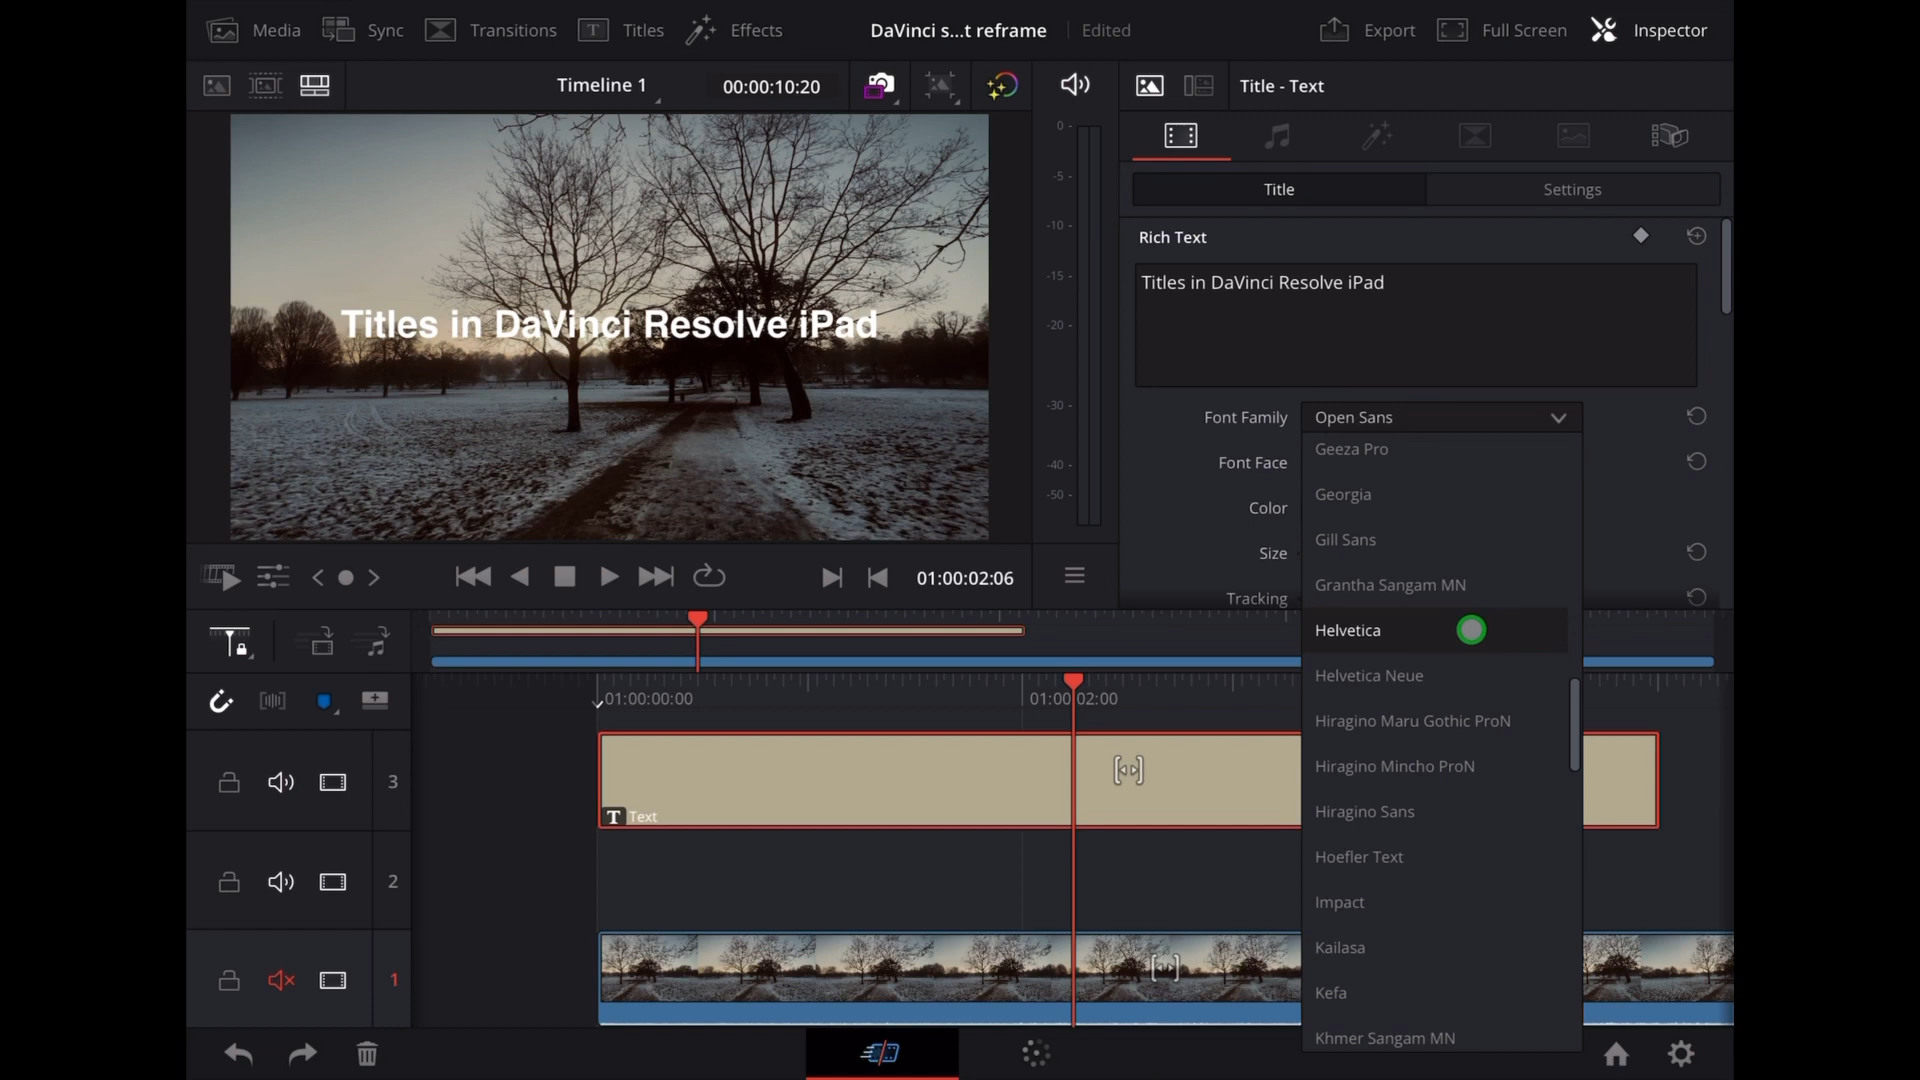 Media Sync Transitions Titles Effects DaVinci s...t reframe Edited Export Full Screen Inspector
Timeline 1 00:00:10:20 Title - Text
Title Settings
Rich Text
Titles in DaVinci Resolve iPad
Titles in DaVinci Resolve iPad
0 -
-5 -
-10 -
-15 -
-20 -
-30 -
-40 -
-50 -
Font Family Open Sans
Font Face
Color
Size
Tracking
Geeza Pro
Georgia
Gill Sans
Grantha Sangam MN
Helvetica
Helvetica Neue
Hiragino Maru Gothic ProN
Hiragino Mincho ProN
Hiragino Sans
Hoefler Text
Impact
Kailasa
Kefa
Khmer Sangam MN
01:00:02:06
01:00:00:00 01:00:02:00
3
T Text
2
1